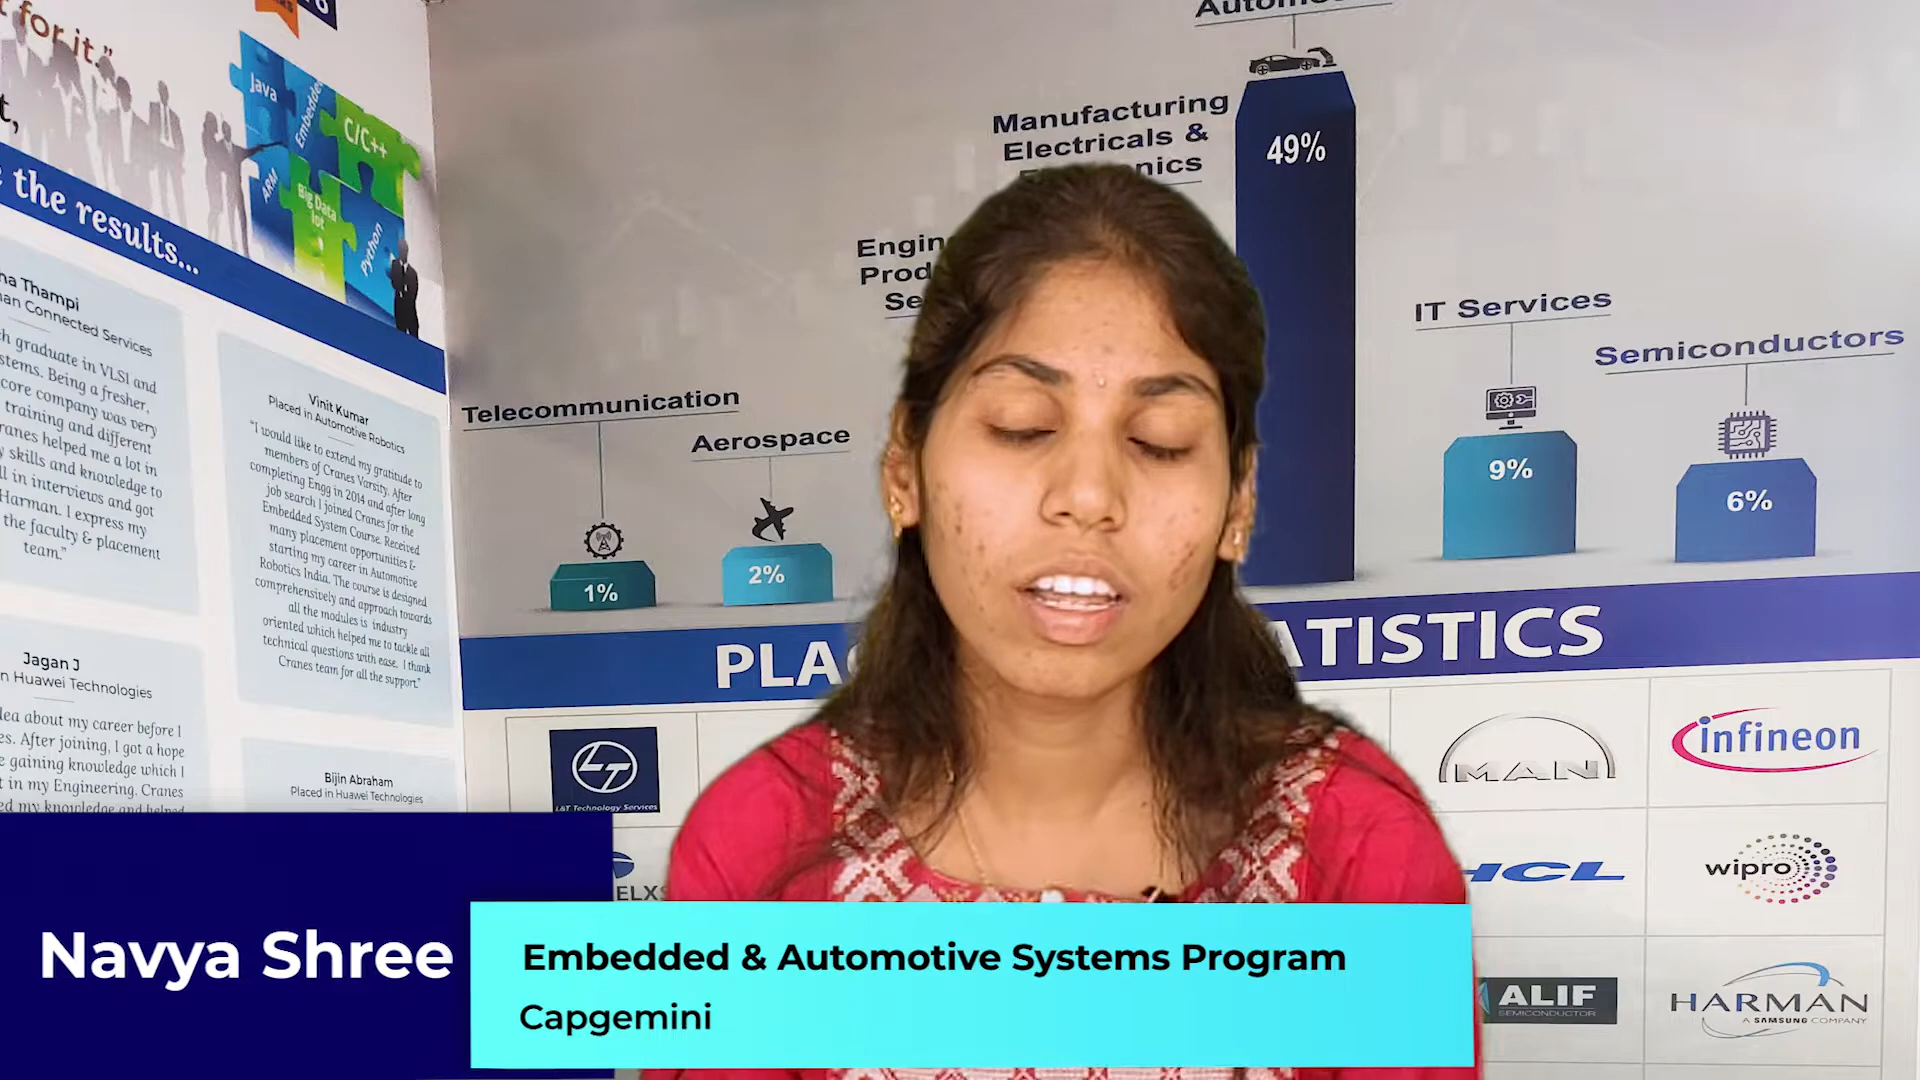 for it.”
the results...
Java
Embedded
C/C++
ARM
Big Data
Iot
Python
Thampi
Connected Services
graduate in VLSI and
Being a fresher,
core company was very
training and different
helped me a lot in
skills and knowledge to
in interviews and got
Harman. I express my
the faculty & placement
team.”
Vinit Kumar
Placed in Automotive Robotics
“I would like to extend my gratitude to
members of Cranes Varsity. After
completing Engg in 2014 and after long
job search I joined Cranes for the
Embedded System Course. Received
many placement opportunities &
starting my career in Automotive
Robotics India. The course is designed
comprehensively and approach towards
all the modules is industry
oriented which helped me to tackle all
technical questions with ease. I thank
Cranes team for all the support.”
Jagan J
in Huawei Technologies
about my career before I
After joining, I got a hope
gaining knowledge which I
in my Engineering. Cranes
my knowledge and helped
Bijin Abraham
Placed in Huawei Technologies
Manufacturing
Electricals &
49%
Telecommunication
1%
Aerospace
2%
IT Services
9%
Semiconductors
6%
L&T Technology Services
MAN
infineon
HCL
wipro
ALIF
SEMICONDUCTOR
HARMAN
A SAMSUNG COMPANY
Navya Shree
Embedded & Automotive Systems Program
Capgemini